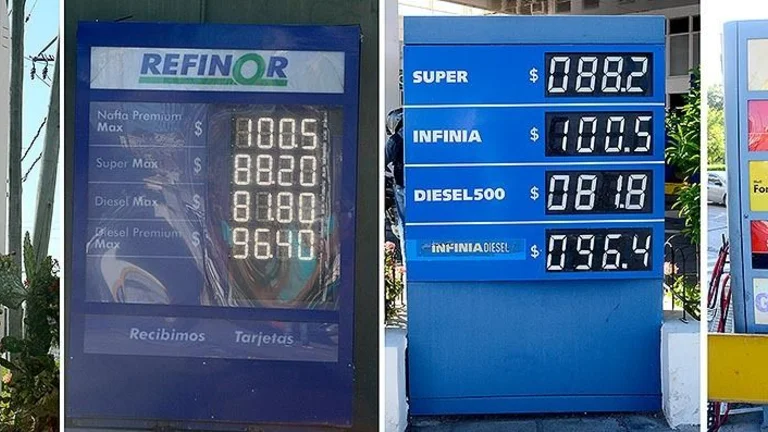 REFINOR
Nafta Premium
Max $ 100.5
Super Max $ 88.20
Diesel Max $ 81.80
Diesel Premium
Max $ 96.40
Recibimos Tarjetas
SUPER $ 088.2
INFINIA $ 100.5
DIESEL500 $ 081.8
INFINIA DIESEL $ 096.4